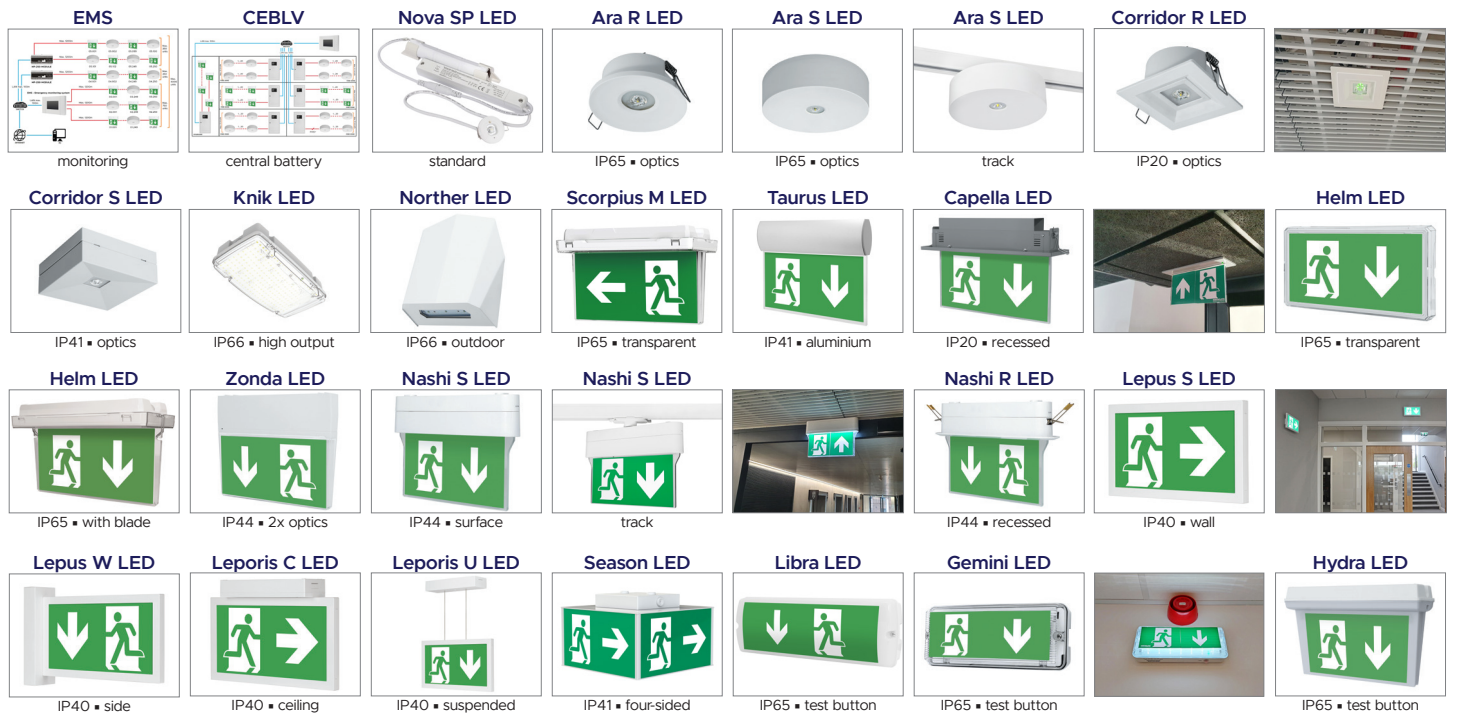 EMS CEBLV Nova SP LED Ara R LED Ara S LED Ara S LED Corridor R LED
monitoring central battery standard IP65 ▪ optics IP65 ▪ optics track IP20 ▪ optics
Corridor S LED Knik LED Norther LED Scorpius M LED Taurus LED Capella LED Helm LED
IP41 ▪ optics IP66 ▪ high output IP66 ▪ outdoor IP65 ▪ transparent IP41 ▪ aluminium IP20 ▪ recessed IP65 ▪ transparent
Helm LED Zonda LED Nashi S LED Nashi S LED Nashi R LED Lepus S LED
IP65 ▪ with blade IP44 ▪ 2x optics IP44 ▪ surface track IP44 ▪ recessed IP40 ▪ wall
Lepus W LED Leporis C LED Leporis U LED Season LED Libra LED Gemini LED Hydra LED
IP40 ▪ side IP40 ▪ ceiling IP40 ▪ suspended IP41 ▪ four-sided IP65 ▪ test button IP65 ▪ test button IP65 ▪ test button